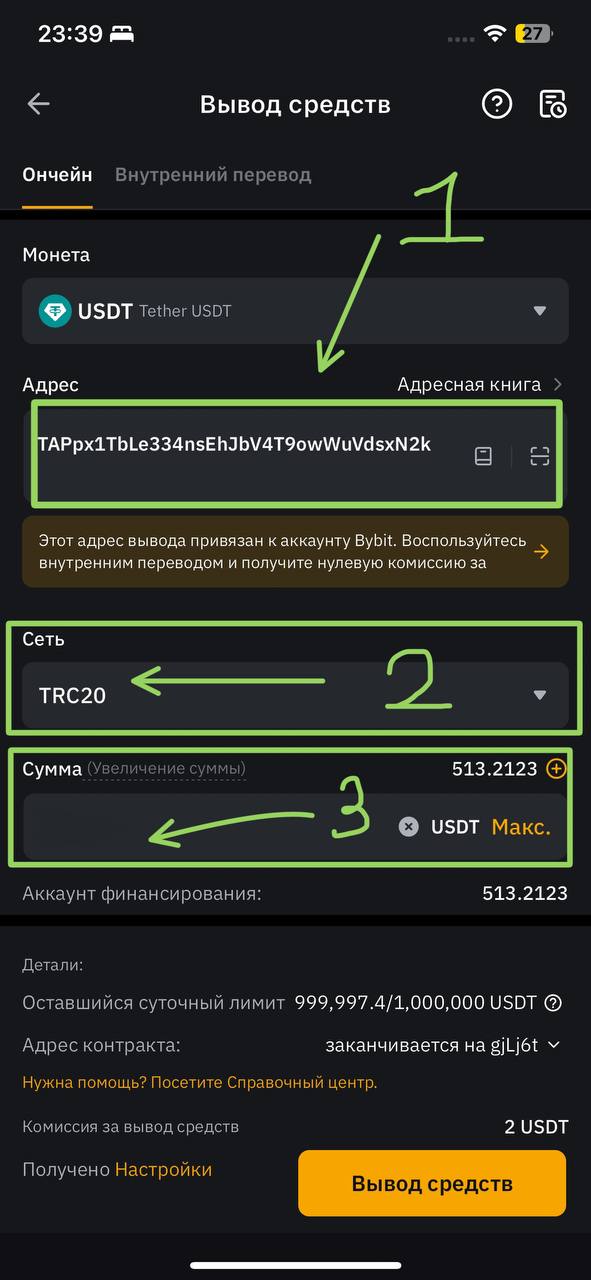 23:39
27
Вывод средств
Ончейн Внутренний перевод
1
Монета
USDT Tether USDT
Адрес Адресная книга
TAPpx1TbLe334nsEhJbV4T9owWuVdsxN2k
Этот адрес вывода привязан к аккаунту Bybit. Воспользуйтесь
внутренним переводом и получите нулевую комиссию за
Сеть
TRC20 2
Сумма (Увеличение суммы) 513.2123
3 USDT Макс.
Аккаунт финансирования: 513.2123
Детали:
Оставшийся суточный лимит 999,997.4/1,000,000 USDT
Адрес контракта: заканчивается на gjLj6t
Нужна помощь? Посетите Справочный центр.
Комиссия за вывод средств 2 USDT
Получено Настройки Вывод средств